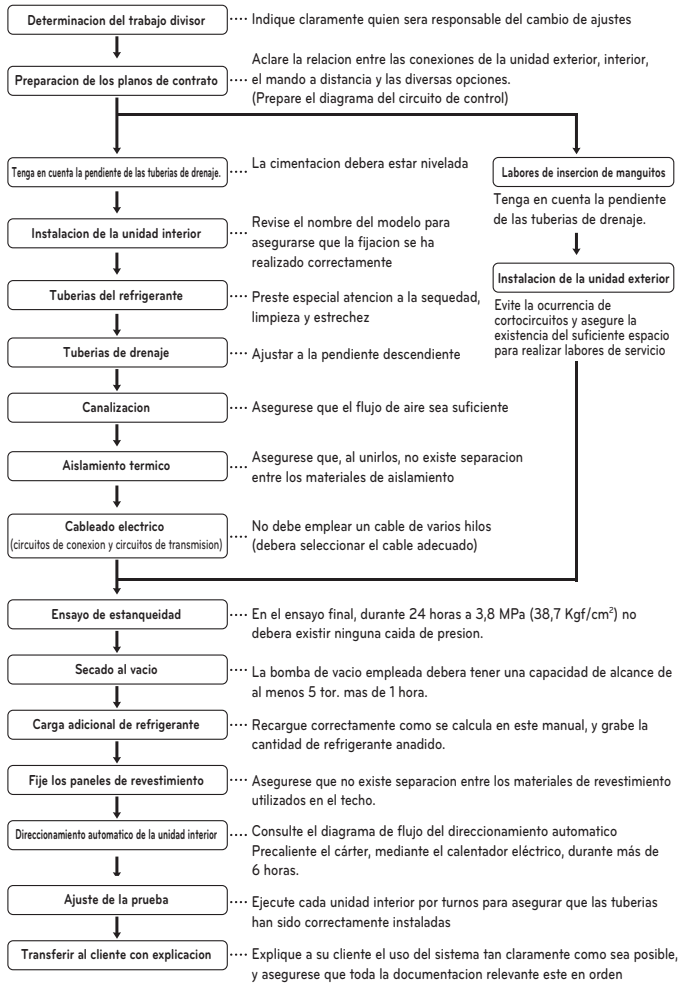 Determinacion del trabajo divisor
···· Indique claramente quien sera responsable del cambio de ajustes
Preparacion de los planos de contrato
Aclare la relacion entre las conexiones de la unidad exterior, interior,
···· el mando a distancia y las diversas opciones.
(Prepare el diagrama del circuito de control)
Tenga en cuenta la pendiente de las tuberias de drenaje.
···· La cimentacion debera estar nivelada
Instalacion de la unidad interior
···· Revise el nombre del modelo para
asegurarse que la fijacion se ha
realizado correctamente
Tuberias del refrigerante
···· Preste especial atencion a la sequedad,
limpieza y estrechez
Tuberias de drenaje
···· Ajustar a la pendiente descendiente
Canalizacion
···· Asegurese que el flujo de aire sea suficiente
Aislamiento termico
···· Asegurese que, al unirlos, no existe separacion
entre los materiales de aislamiento
Cableado electrico
(circuitos de conexion y circuitos de transmision)
···· No debe emplear un cable de varios hilos
(debera seleccionar el cable adecuado)
Labores de insercion de manguitos
Tenga en cuenta la pendiente
de las tuberias de drenaje.
Instalacion de la unidad exterior
Evite la ocurrencia de
cortocircuitos y asegure la
existencia del suficiente espacio
para realizar labores de servicio
Ensayo de estanqueidad
···· En el ensayo final, durante 24 horas a 3,8 MPa (38,7 Kgf/cm²) no
debera existir ninguna caida de presion.
Secado al vacio
···· La bomba de vacio empleada debera tener una capacidad de alcance de
al menos 5 tor. mas de 1 hora.
Carga adicional de refrigerante
···· Recargue correctamente como se calcula en este manual, y grabe la
cantidad de refrigerante anadido.
Fije los paneles de revestimiento
···· Asegurese que no existe separacion entre los materiales de revestimiento
utilizados en el techo.
Direccionamiento automatico de la unidad interior
···· Consulte el diagrama de flujo del direccionamiento automatico
Precaliente el cárter, mediante el calentador eléctrico, durante más de
6 horas.
Ajuste de la prueba
···· Ejecute cada unidad interior por turnos para asegurar que las tuberias
han sido correctamente instaladas
Transferir al cliente con explicacion
···· Explique a su cliente el uso del sistema tan claramente como sea posible,
y asegurese que toda la documentacion relevante este en orden